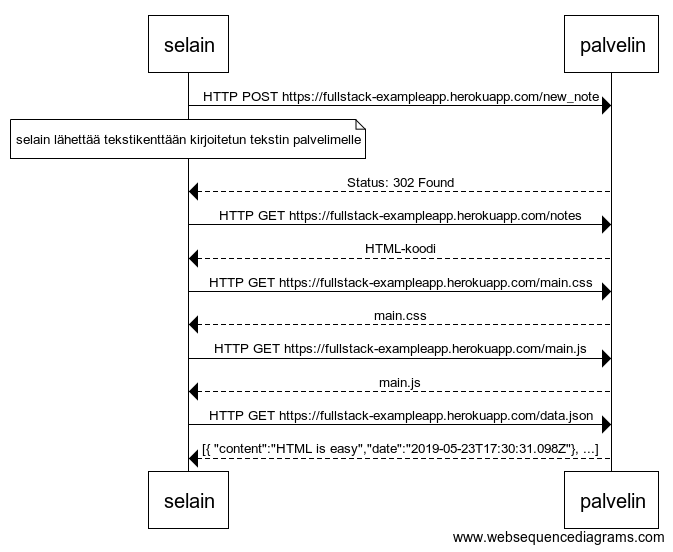 selain palvelin
HTTP POST https://fullstack-exampleapp.herokuapp.com/new_note
selain lähettää tekstikenttään kirjoitetun tekstin palvelimelle
Status: 302 Found
HTTP GET https://fullstack-exampleapp.herokuapp.com/notes
HTML-koodi
HTTP GET https://fullstack-exampleapp.herokuapp.com/main.css
main.css
HTTP GET https://fullstack-exampleapp.herokuapp.com/main.js
main.js
HTTP GET https://fullstack-exampleapp.herokuapp.com/data.json
[{ "content":"HTML is easy","date":"2019-05-23T17:30:31.098Z"}, ...]
selain palvelin
www.websequencediagrams.com